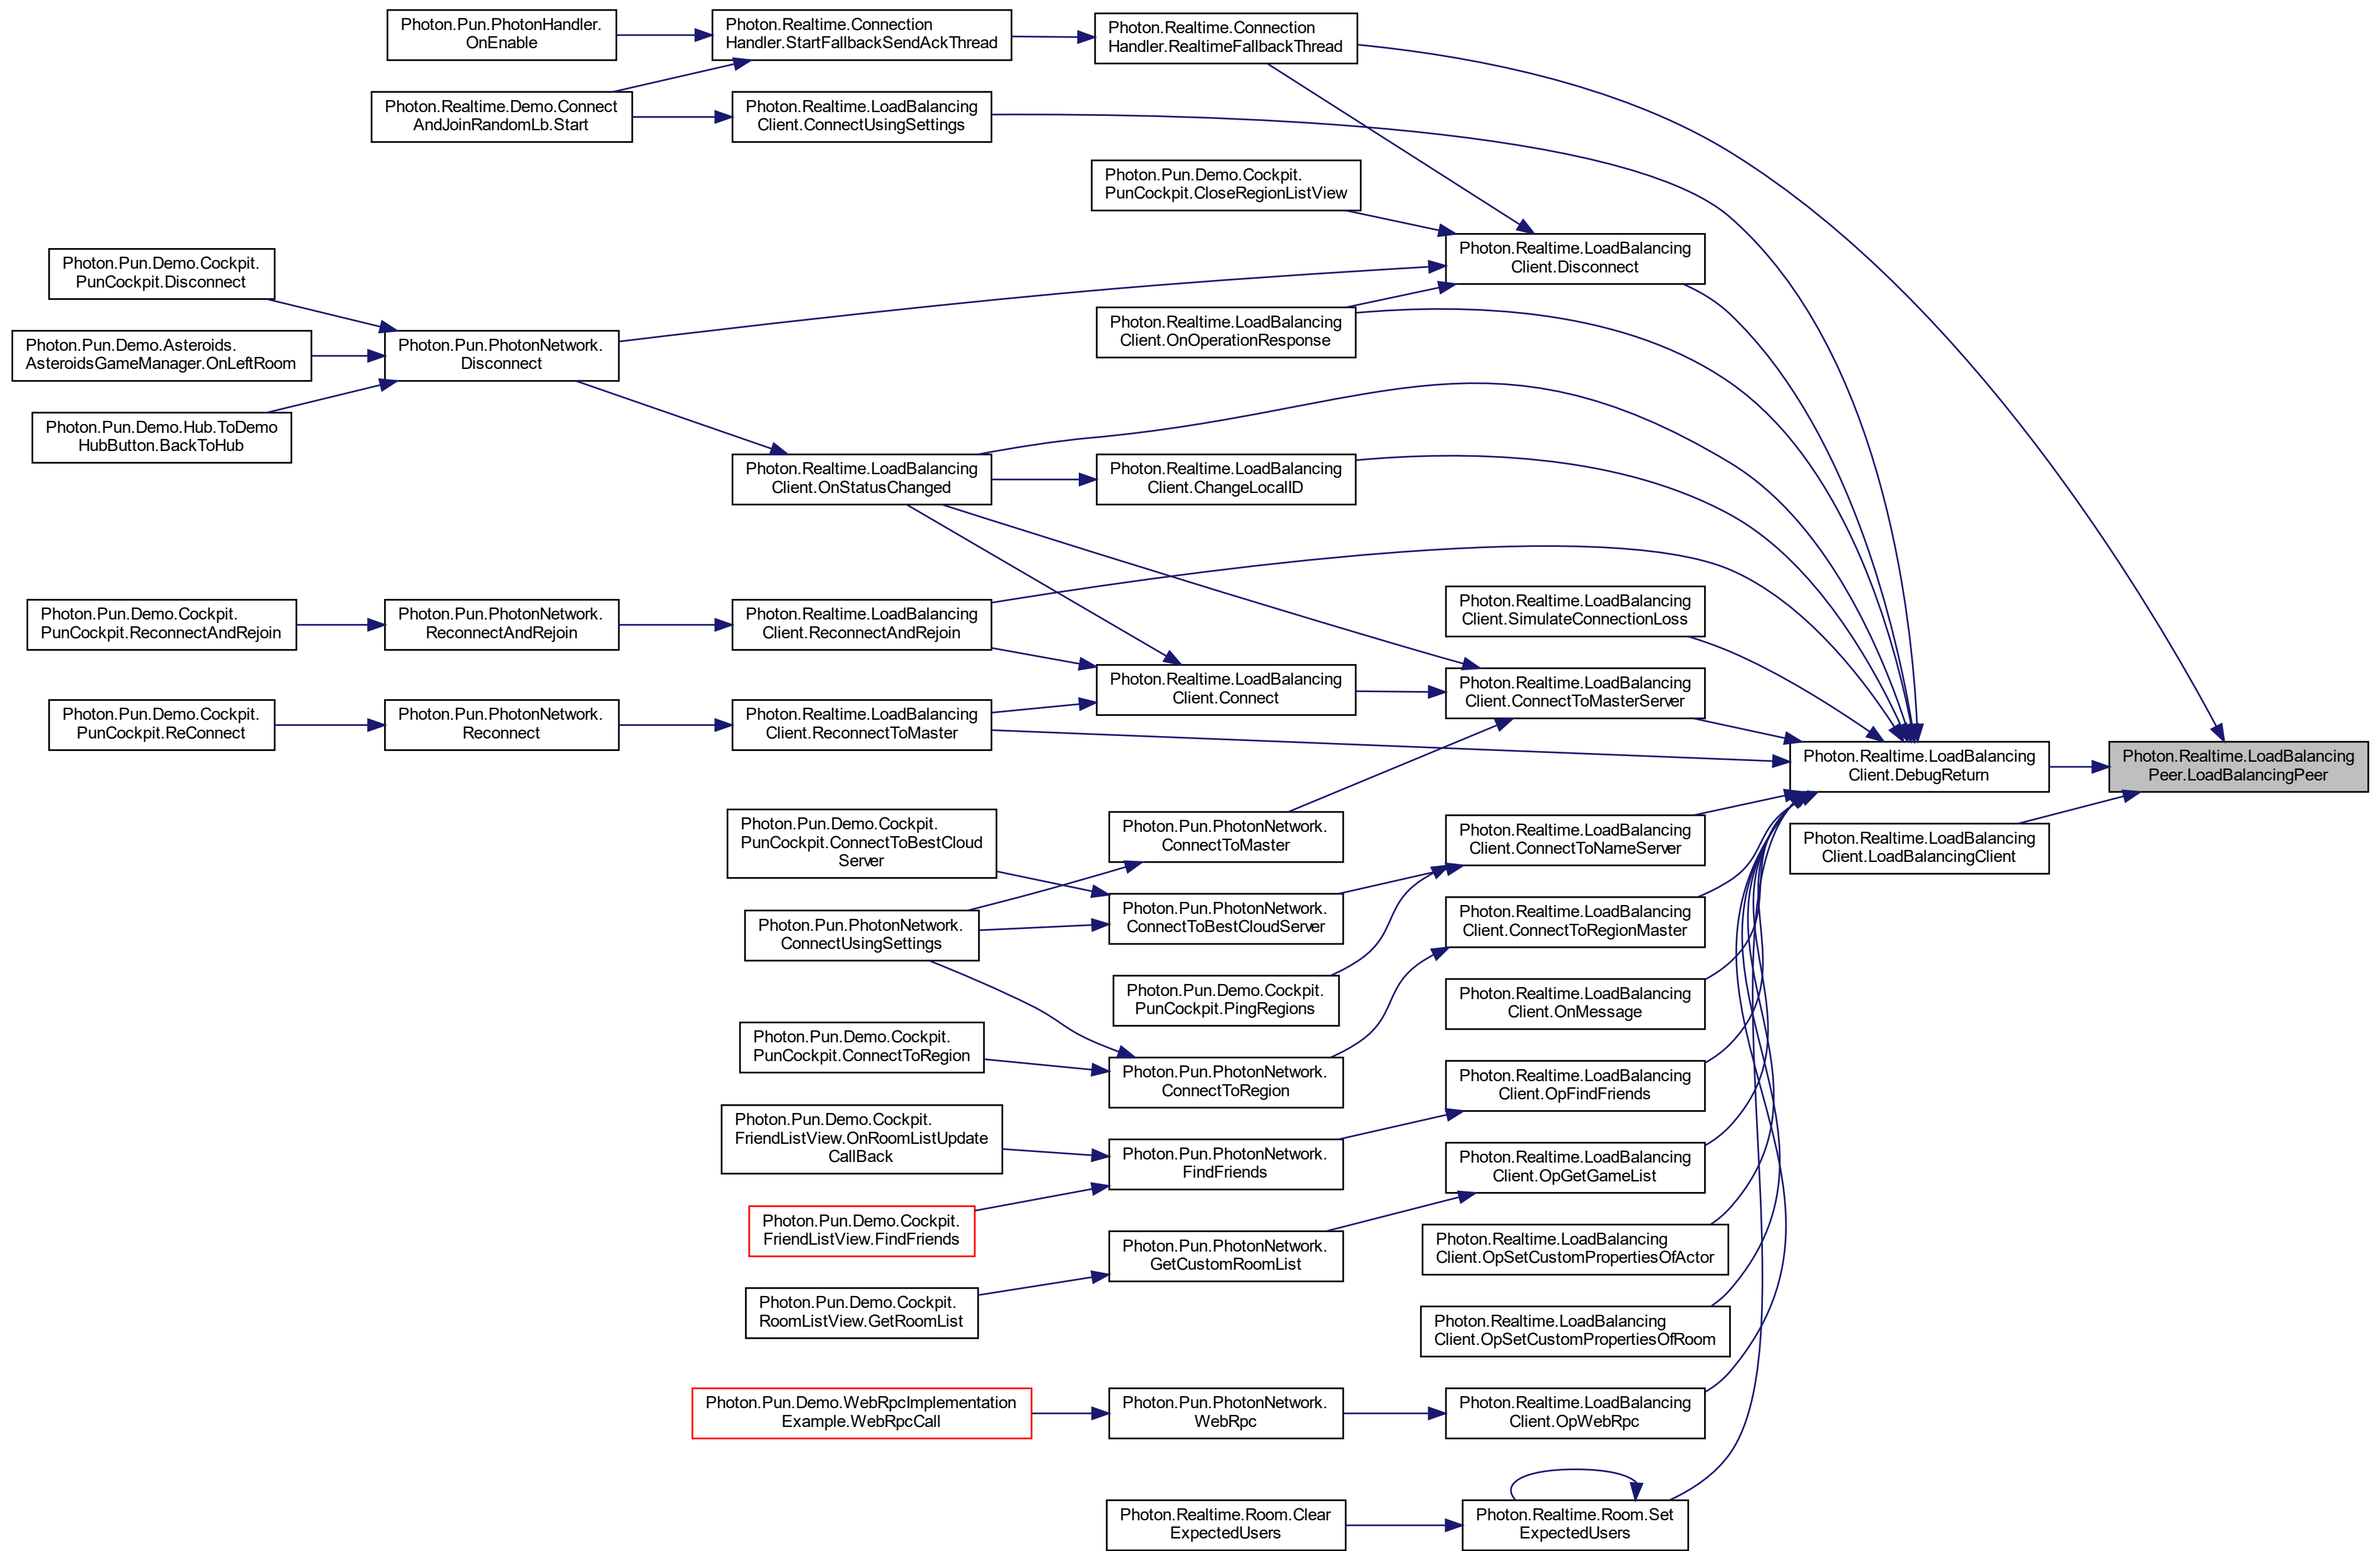 Photon.Pun.PhotonHandler.
OnEnable
Photon.Realtime.Connection
Handler.StartFallbackSendAckThread
Photon.Realtime.Connection
Handler.RealtimeFallbackThread
Photon.Realtime.Demo.Connect
AndJoinRandomLb.Start
Photon.Realtime.LoadBalancing
Client.ConnectUsingSettings
Photon.Pun.Demo.Cockpit.
PunCockpit.CloseRegionListView
Photon.Realtime.LoadBalancing
Client.Disconnect
Photon.Pun.Demo.Cockpit.
PunCockpit.Disconnect
Photon.Realtime.LoadBalancing
Client.OnOperationResponse
Photon.Pun.Demo.Asteroids.
AsteroidsGameManager.OnLeftRoom
Photon.Pun.PhotonNetwork.
Disconnect
Photon.Pun.Demo.Hub.ToDemo
HubButton.BackToHub
Photon.Realtime.LoadBalancing
Client.OnStatusChanged
Photon.Realtime.LoadBalancing
Client.ChangeLocalID
Photon.Pun.Demo.Cockpit.
PunCockpit.ReconnectAndRejoin
Photon.Pun.PhotonNetwork.
ReconnectAndRejoin
Photon.Realtime.LoadBalancing
Client.ReconnectAndRejoin
Photon.Realtime.LoadBalancing
Client.SimulateConnectionLoss
Photon.Realtime.LoadBalancing
Client.Connect
Photon.Realtime.LoadBalancing
Client.ConnectToMasterServer
Photon.Pun.Demo.Cockpit.
PunCockpit.ReConnect
Photon.Pun.PhotonNetwork.
Reconnect
Photon.Realtime.LoadBalancing
Client.ReconnectToMaster
Photon.Realtime.LoadBalancing
Client.DebugReturn
Photon.Realtime.LoadBalancing
Peer.LoadBalancingPeer
Photon.Pun.Demo.Cockpit.
PunCockpit.ConnectToBestCloud
Server
Photon.Pun.PhotonNetwork.
ConnectToMaster
Photon.Realtime.LoadBalancing
Client.ConnectToNameServer
Photon.Realtime.LoadBalancing
Client.LoadBalancingClient
Photon.Pun.PhotonNetwork.
ConnectUsingSettings
Photon.Pun.PhotonNetwork.
ConnectToBestCloudServer
Photon.Realtime.LoadBalancing
Client.ConnectToRegionMaster
Photon.Pun.Demo.Cockpit.
PunCockpit.PingRegions
Photon.Realtime.LoadBalancing
Client.OnMessage
Photon.Pun.Demo.Cockpit.
PunCockpit.ConnectToRegion
Photon.Pun.PhotonNetwork.
ConnectToRegion
Photon.Realtime.LoadBalancing
Client.OpFindFriends
Photon.Pun.Demo.Cockpit.
FriendListView.OnRoomListUpdate
CallBack
Photon.Pun.PhotonNetwork.
FindFriends
Photon.Realtime.LoadBalancing
Client.OpGetGameList
Photon.Pun.Demo.Cockpit.
FriendListView.FindFriends
Photon.Pun.PhotonNetwork.
GetCustomRoomList
Photon.Realtime.LoadBalancing
Client.OpSetCustomPropertiesOfActor
Photon.Pun.Demo.Cockpit.
RoomListView.GetRoomList
Photon.Realtime.LoadBalancing
Client.OpSetCustomPropertiesOfRoom
Photon.Pun.Demo.WebRpcImplementation
Example.WebRpcCall
Photon.Pun.PhotonNetwork.
WebRpc
Photon.Realtime.LoadBalancing
Client.OpWebRpc
Photon.Realtime.Room.Clear
ExpectedUsers
Photon.Realtime.Room.Set
ExpectedUsers